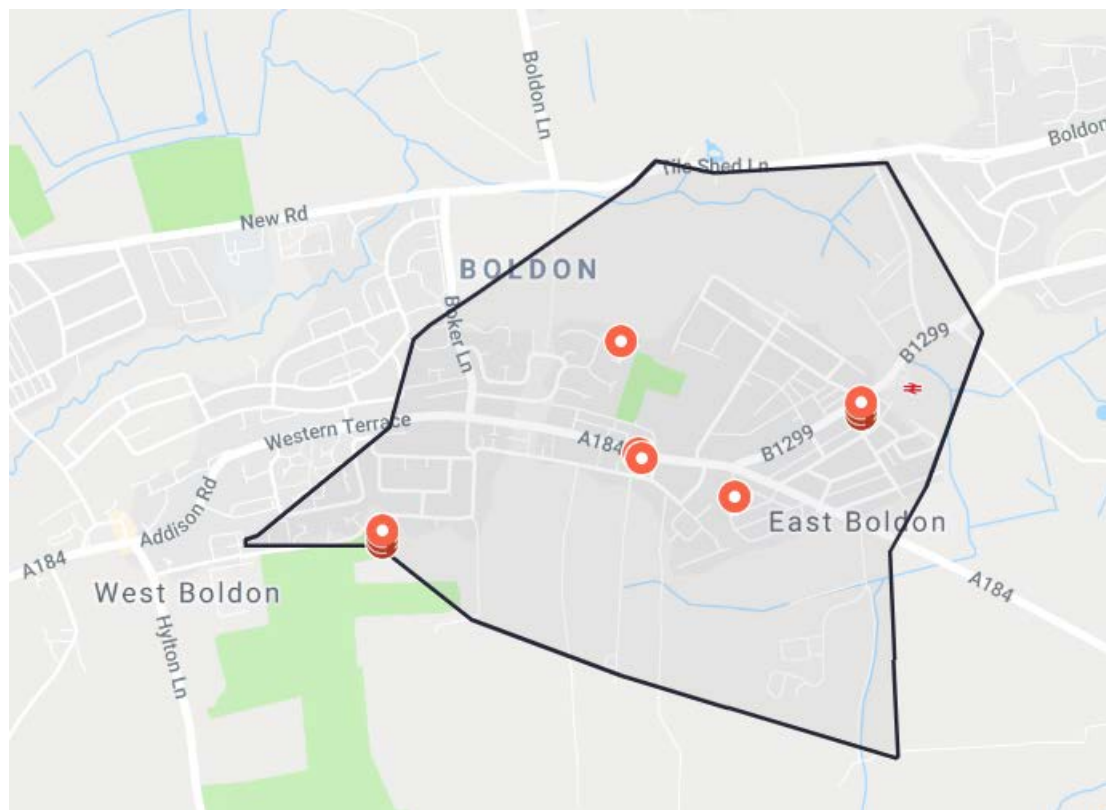 Boldon Ln
Boldon
Tile Shed Ln
New Rd
BOLDON
Boker Ln
B1299
Western Terrace
A184
B1299
Addison Rd
East Boldon
A184
West Boldon
A184
Hylton Ln